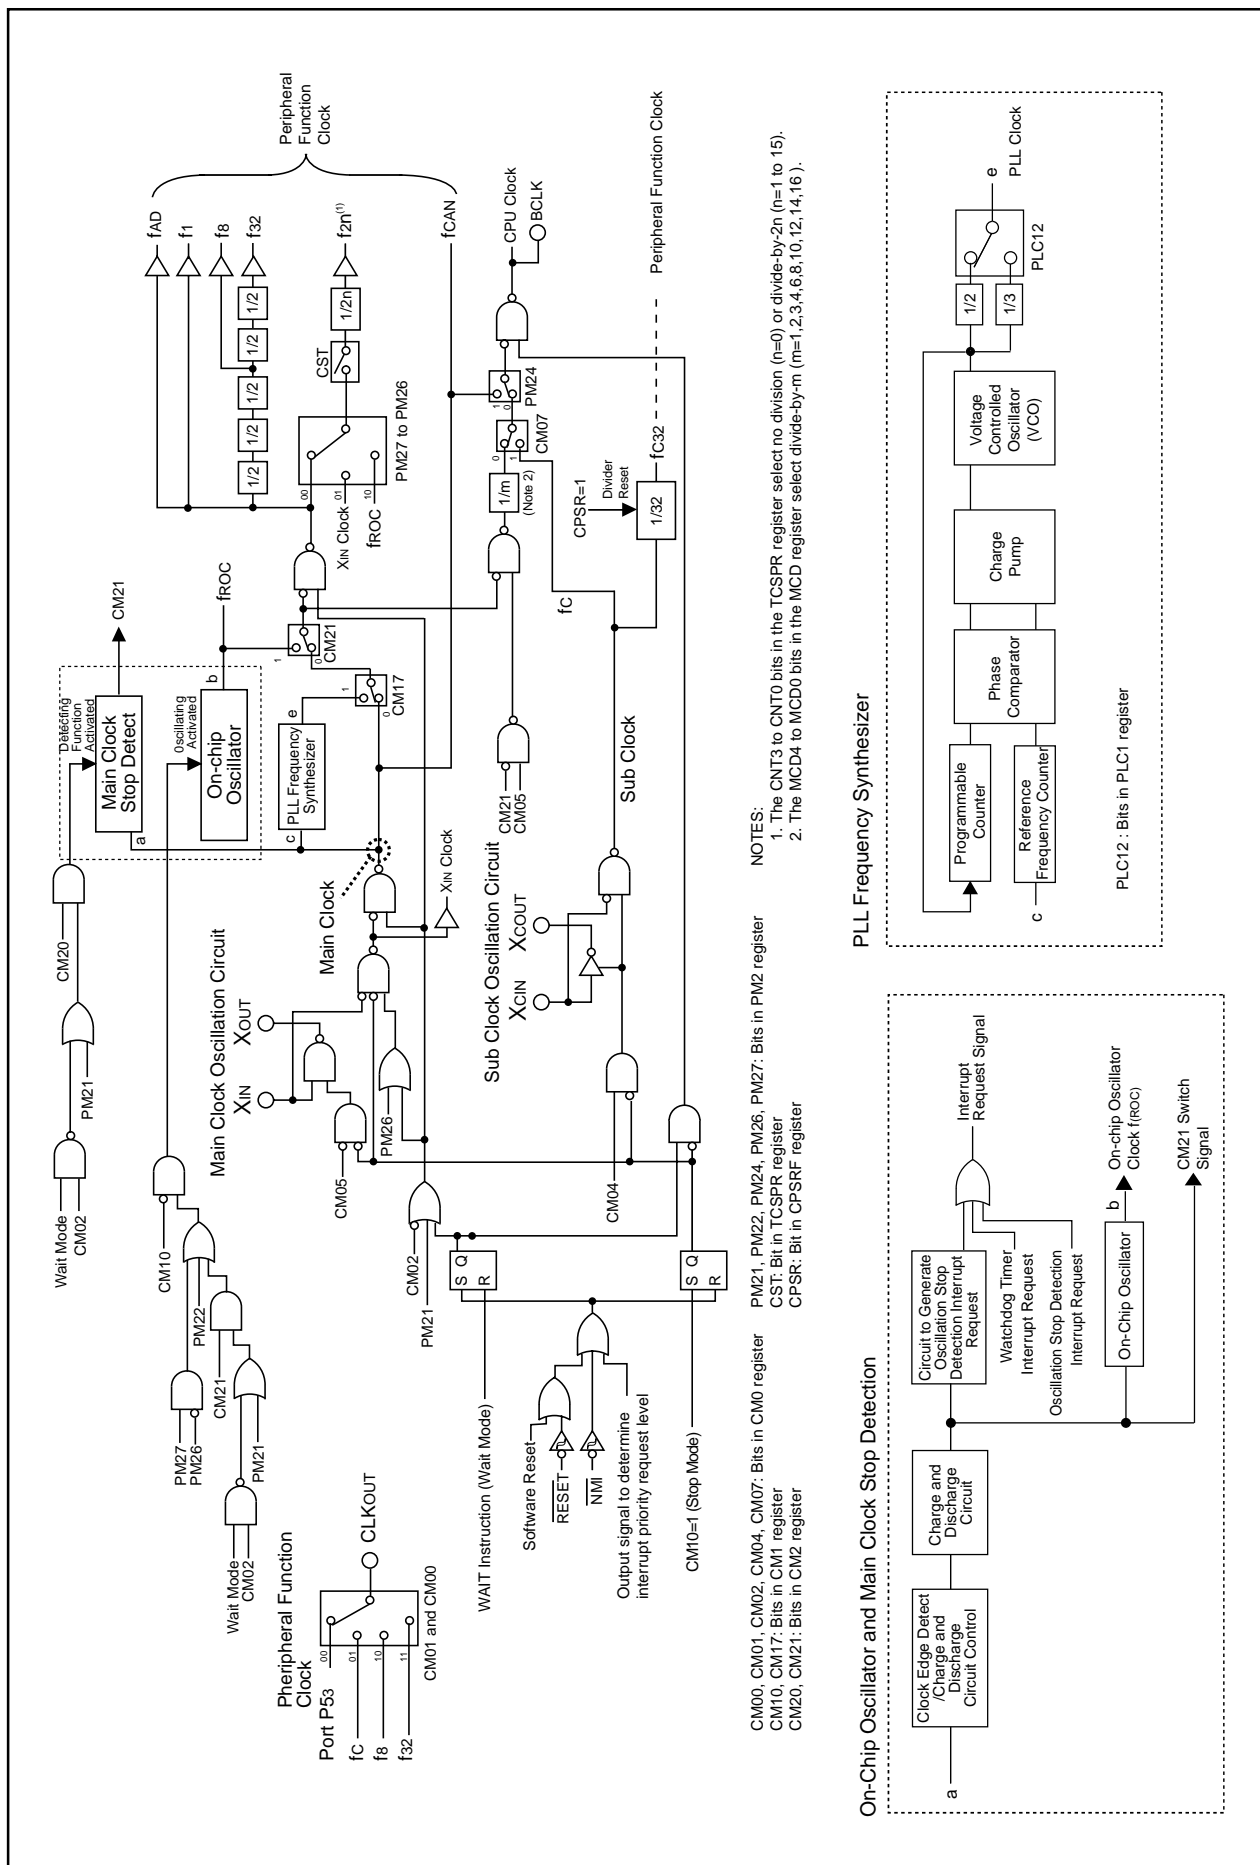 Peripheral
Function
Clock
fAD
f1
f8
f32
f2n(1)
fCAN
1/2
1/2
1/2
1/2
1/2
CST
1/2n
PM27 to PM26
00
01
10
XIN Clock
fROC
CPU Clock
BCLK
PM24
1
0
CM07
0
1
1/m
(Note 2)
fC
CPSR=1
Divider
Reset
1/32
fC32
Peripheral Function Clock
CM21
fROC
Detecting
Function
Activated
Main Clock
Stop Detect
a
Oscillating
Activated
On-chip
Oscillator
b
CM21
1
0
CM17
1
0
e
PLL Frequency
Synthesizer
c
CM21
CM05
Sub Clock
Main Clock
XIN Clock
Wait Mode
CM02
PM21
CM20
CM10
PM22
PM27
PM26
CM21
PM21
Wait Mode
CM02
Main Clock Oscillation Circuit
XIN
XOUT
CM05
PM26
CM02
PM21
Sub Clock Oscillation Circuit
XCIN
XCOUT
CM04
Pheripheral Function
Clock
Port P53
fC
f8
f32
00
01
10
11
CM01 and CM00
CLKOUT
WAIT Instruction (Wait Mode)
S Q
R
Software Reset
RESET
NMI
Output signal to determine
interrupt priority request level
CM10=1 (Stop Mode)
S Q
R
CM00, CM01, CM02, CM04, CM07: Bits in CM0 register
CM10, CM17: Bits in CM1 register
CM20, CM21: Bits in CM2 register
PM21, PM22, PM24, PM26, PM27: Bits in PM2 register
CST: Bit in TCSPR register
CPSR: Bit in CPSRF register
NOTES:
1. The CNT3 to CNT0 bits in the TCSPR register select no division (n=0) or divide-by-2n (n=1 to 15).
2. The MCD4 to MCD0 bits in the MCD register select divide-by-m (m=1,2,3,4,6,8,10,12,14,16 ).
On-Chip Oscillator and Main Clock Stop Detection
a
Clock Edge Detect
/Charge and
Discharge
Circuit Control
Charge and
Discharge
Circuit
Circuit to Generate
Oscillation Stop
Detection Interrupt
Request
Watchdog Timer
Interrupt Request
Oscillation Stop Detection
Interrupt Request
Interrupt
Request Signal
On-Chip Oscillator
b
On-chip Oscillator
Clock f(ROC)
CM21 Switch
Signal
PLL Frequency Synthesizer
c
Programmable
Counter
Reference
Frequency Counter
Phase
Comparator
Charge
Pump
Voltage
Controlled
Oscillator
(VCO)
1/2
1/3
PLC12
e
PLL Clock
PLC12 : Bits in PLC1 register